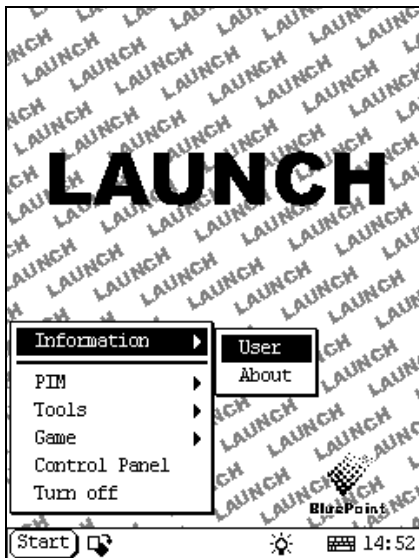 LAUNCH
Information
User
About
PIM
Tools
Game
Control Panel
Turn off
BluePoint
Start
14:52